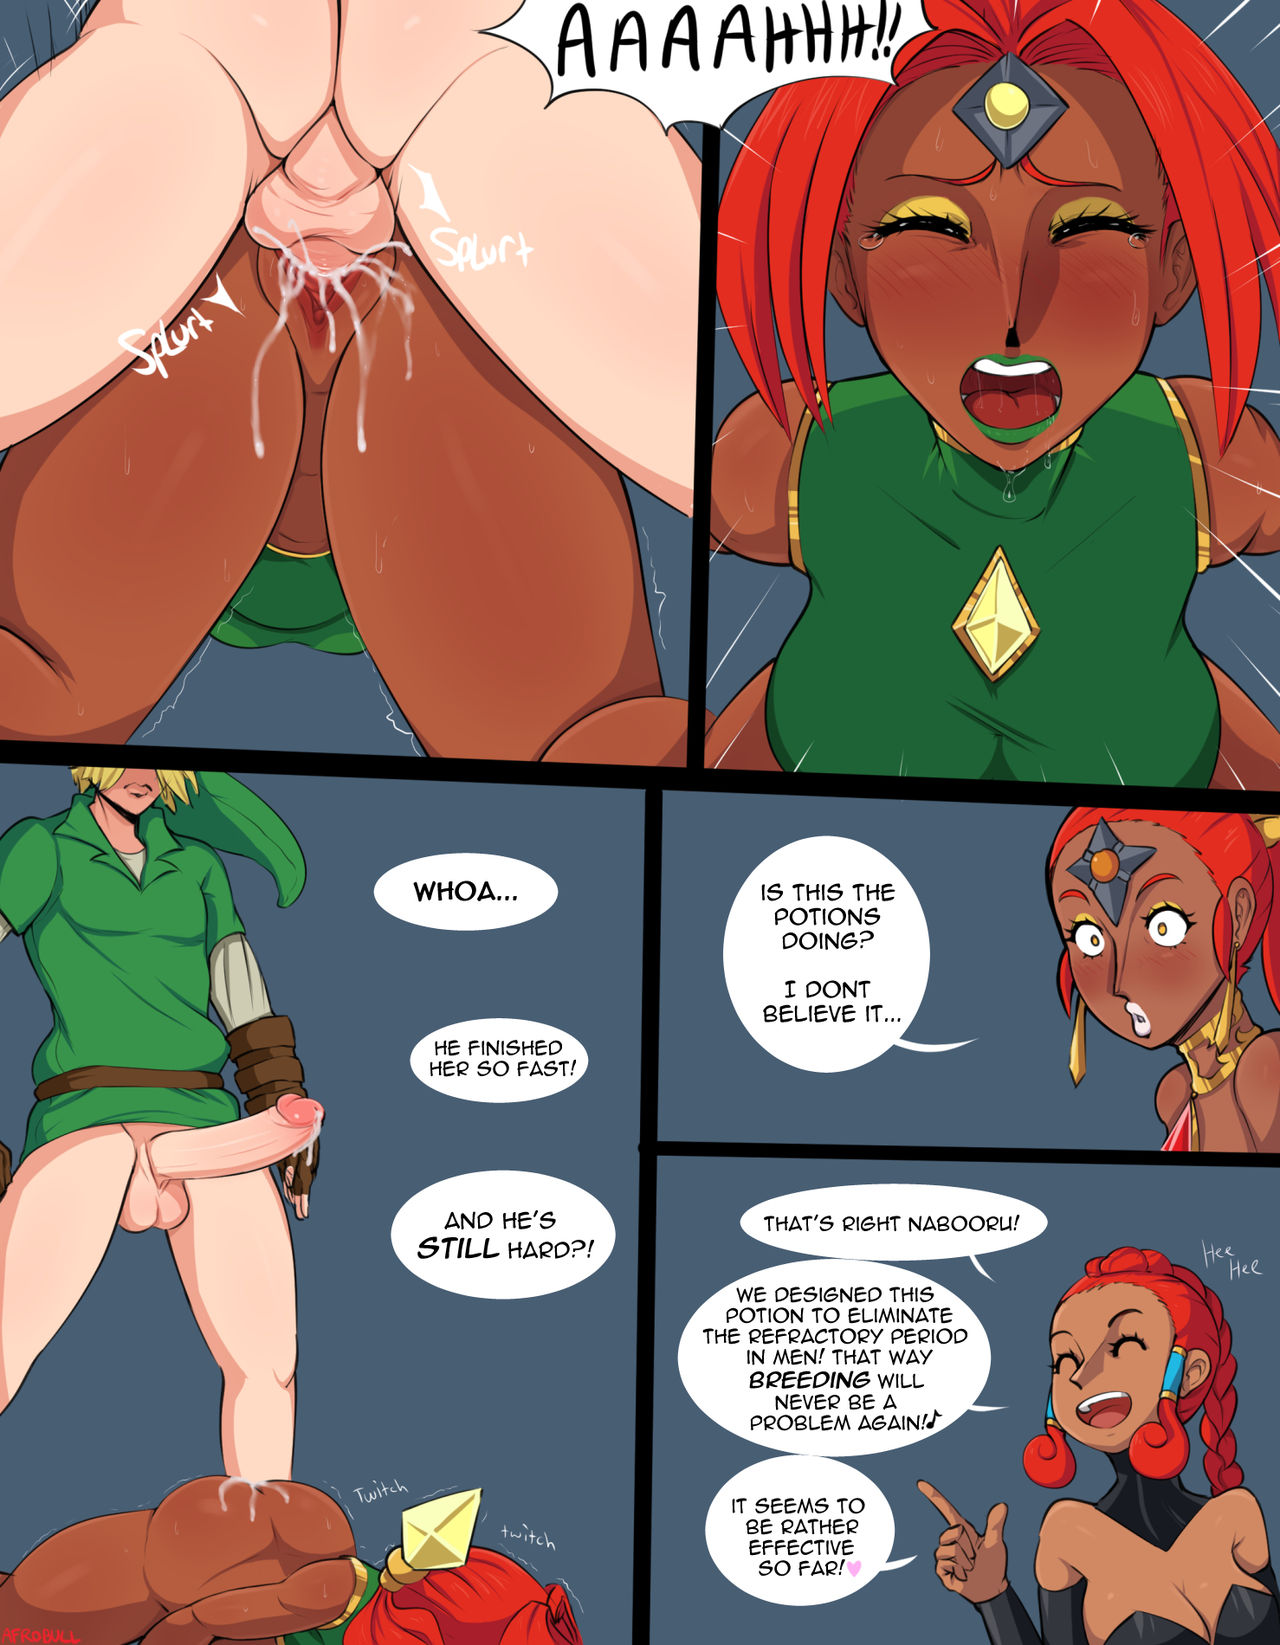 AAAAHHH!!
SPLURT
SPLURT
WHOA...
HE FINISHED
HER SO FAST!
AND HE'S
STILL HARD?!
Twitch
twitch
IS THIS THE
POTIONS
DOING?
I DONT
BELIEVE IT...
THAT'S RIGHT NABOORU!
Hee
Hee
WE DESIGNED THIS
POTION TO ELIMINATE
THE REFRACTORY PERIOD
IN MEN! THAT WAY
BREEDING WILL
NEVER BE A
PROBLEM AGAIN!♪
IT SEEMS TO
BE RATHER
EFFECTIVE
SO FAR!♥
AFROBULL